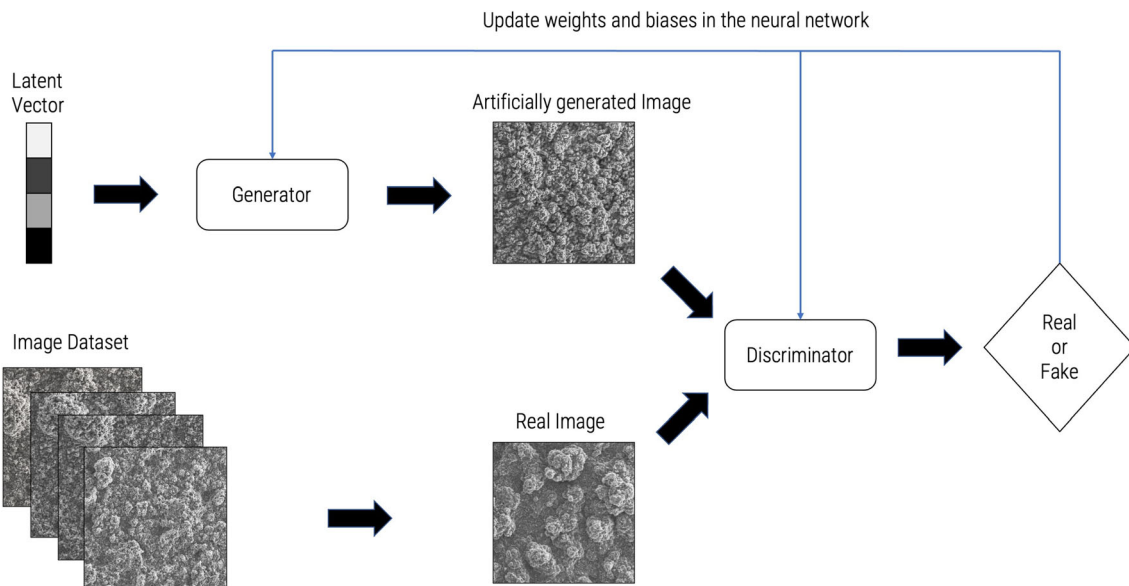 Update weights and biases in the neural network
Latent
Vector
Artificially generated Image
Generator
Image Dataset
Discriminator
Real
or
Fake
Real Image